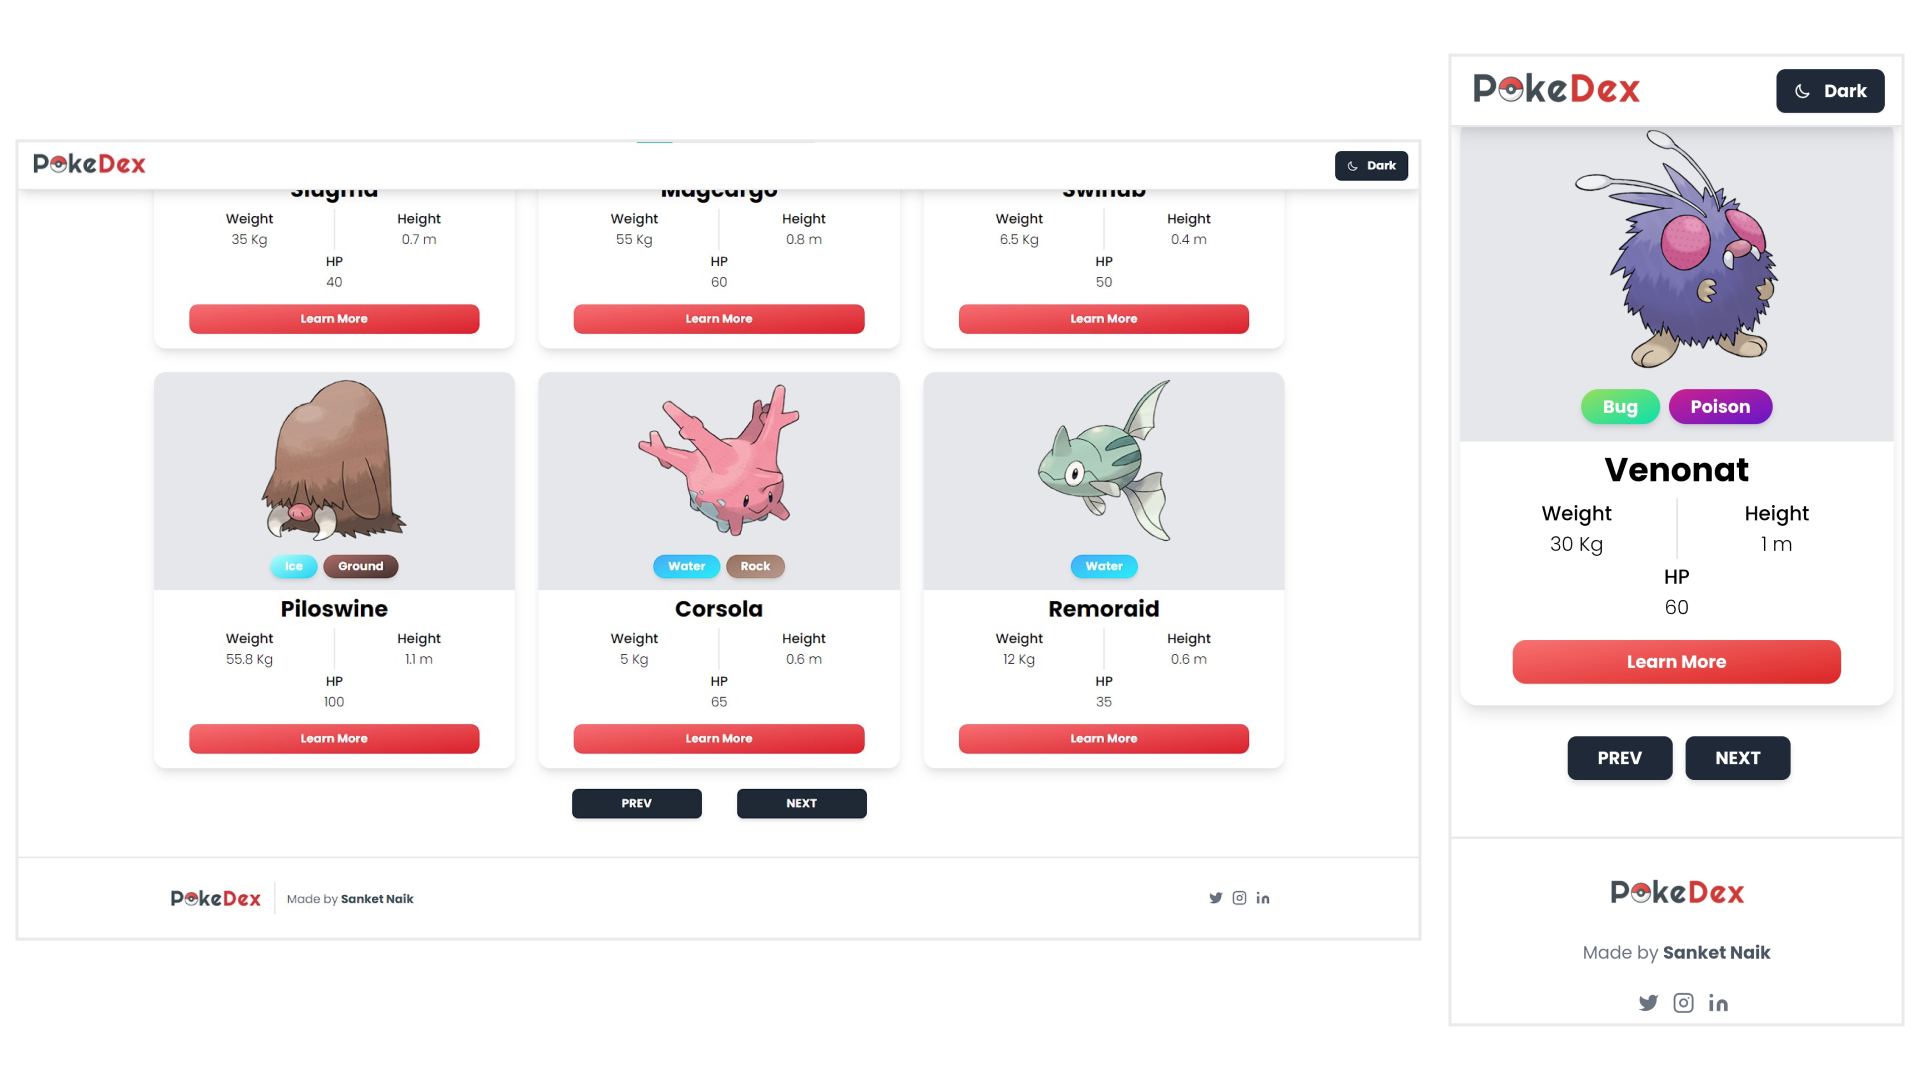 PokeDex
Dark
Slugma Magcargo Swinub
Weight Height Weight Height Weight Height
35 Kg 0.7 m 55 Kg 0.8 m 6.5 Kg 0.4 m
HP HP HP
40 60 50
Learn More Learn More Learn More
Ice Ground Water Rock Water
Piloswine Corsola Remoraid
Weight Height Weight Height Weight Height
55.8 Kg 1.1 m 5 Kg 0.6 m 12 Kg 0.6 m
HP HP HP
100 65 35
Learn More Learn More Learn More
PREV NEXT
PokeDex Made by Sanket Naik
PokeDex
Dark
Bug Poison
Venonat
Weight Height
30 Kg 1 m
HP
60
Learn More
PREV NEXT
PokeDex
Made by Sanket Naik